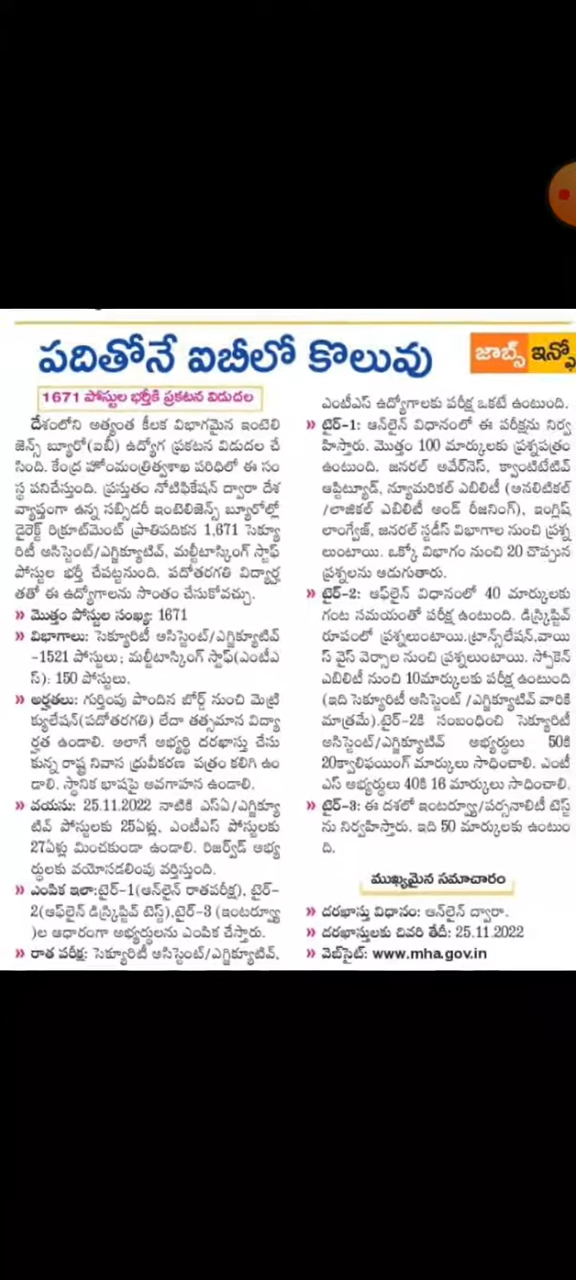 పదితోనే ఐబీలో కొలువు
జాబ్స్ ఇన్ఫో
1671 పోస్టుల భర్తీకి ప్రకటన విడుదల
దేశంలోని అత్యంత కీలక విభాగమైన ఇంటెలి
జెన్స్ బ్యూరో(ఐబీ) ఉద్యోగ ప్రకటన విడుదల చే
సింది. కేంద్ర హోంమంత్రిత్వశాఖ పరిధిలో ఈ సం
స్థ పనిచేస్తుంది. ప్రస్తుతం నోటిఫికేషన్ ద్వారా దేశ
వ్యాప్తంగా ఉన్న సబ్సిడరీ ఇంటెలిజెన్స్ బ్యూరోల్లో
డైరెక్ట్ రిక్రూట్‌మెంట్ ప్రాతిపదికన 1,671 సెక్యూ
రిటీ అసిస్టెంట్/ఎగ్జిక్యూటివ్, మల్టీటాస్కింగ్ స్టాఫ్
పోస్టుల భర్తీ చేపట్టనుంది. పదోతరగతి విద్యార్హ
తతో ఈ ఉద్యోగాలను సొంతం చేసుకోవచ్చు.
» మొత్తం పోస్టుల సంఖ్య: 1671
» విభాగాలు: సెక్యూరిటీ అసిస్టెంట్/ఎగ్జిక్యూటివ్
-1521 పోస్టులు; మల్టీటాస్కింగ్ స్టాఫ్(ఎంటీఎ
స్): 150 పోస్టులు.
» అర్హతలు: గుర్తింపు పొందిన బోర్డ్ నుంచి మెట్రి
క్యులేషన్(పదోతరగతి) లేదా తత్సమాన విద్యా
ర్హత ఉండాలి. అలాగే అభ్యర్థి దరఖాస్తు చేసు
కున్న రాష్ట్ర నివాస ధ్రువీకరణ పత్రం కలిగి ఉం
డాలి. స్థానిక భాషపై అవగాహన ఉండాలి.
» వయసు: 25.11.2022 నాటికి ఎస్ఏ/ఎగ్జిక్యూ
టివ్ పోస్టులకు 25ఏళ్లు, ఎంటీఎస్ పోస్టులకు
27ఏళ్లు మించకుండా ఉండాలి. రిజర్వ్‌డ్ అభ్య
ర్థులకు వయోసడలింపు వర్తిస్తుంది.
» ఎంపిక ఇలా:టైర్-1(ఆన్‌లైన్ రాతపరీక్ష), టైర్-
2(ఆఫ్‌లైన్ డిస్క్రిప్టివ్ టెస్ట్),టైర్-3 (ఇంటర్వ్యూ
)ల ఆధారంగా అభ్యర్థులను ఎంపిక చేస్తారు.
» రాత పరీక్ష: సెక్యూరిటీ అసిస్టెంట్/ఎగ్జిక్యూటివ్,
ఎంటీఎస్ ఉద్యోగాలకు పరీక్ష ఒకటే ఉంటుంది.
» టైర్-1: ఆన్‌లైన్ విధానంలో ఈ పరీక్షను నిర్వ
హిస్తారు. మొత్తం 100 మార్కులకు ప్రశ్నపత్రం
ఉంటుంది. జనరల్ అవేర్‌నెస్, క్వాంటిటేటివ్
ఆప్టిట్యూడ్, న్యూమరికల్ ఎబిలిటీ (అనలిటికల్
/లాజికల్ ఎబిలిటీ అండ్ రీజనింగ్), ఇంగ్లిష్
లాంగ్వేజ్, జనరల్ స్టడీస్ విభాగాల నుంచి ప్రశ్న
లుంటాయి. ఒక్కో విభాగం నుంచి 20 చొప్పున
ప్రశ్నలను అడుగుతారు.
» టైర్-2: ఆఫ్‌లైన్ విధానంలో 40 మార్కులకు
గంట సమయంతో పరీక్ష ఉంటుంది. డిస్క్రిప్టివ్
రూపంలో ప్రశ్నలుంటాయి.ట్రాన్స్‌లేషన్,వాయి
స్ వైస్ వెర్సాల నుంచి ప్రశ్నలుంటాయి. స్పోకెన్
ఎబిలిటీ నుంచి 10మార్కులకు పరీక్ష ఉంటుంది
(ఇది సెక్యూరిటీ అసిస్టెంట్ /ఎగ్జిక్యూటివ్ వారికి
మాత్రమే).టైర్-2కి సంబంధించి సెక్యూరిటీ
అసిస్టెంట్/ఎగ్జిక్యూటివ్ అభ్యర్థులు 50కి
20క్వాలిఫయింగ్ మార్కులు సాధించాలి. ఎంటీ
ఎస్ అభ్యర్థులు 40కి 16 మార్కులు సాధించాలి.
» టైర్-3: ఈ దశలో ఇంటర్వ్యూ/పర్సనాలిటీ టెస్ట్
ను నిర్వహిస్తారు. ఇది 50 మార్కులకు ఉంటుం
ది.
ముఖ్యమైన సమాచారం
» దరఖాస్తు విధానం: ఆన్‌లైన్ ద్వారా.
» దరఖాస్తులకు చివరి తేదీ: 25.11.2022
» వెబ్‌సైట్: www.mha.gov.in